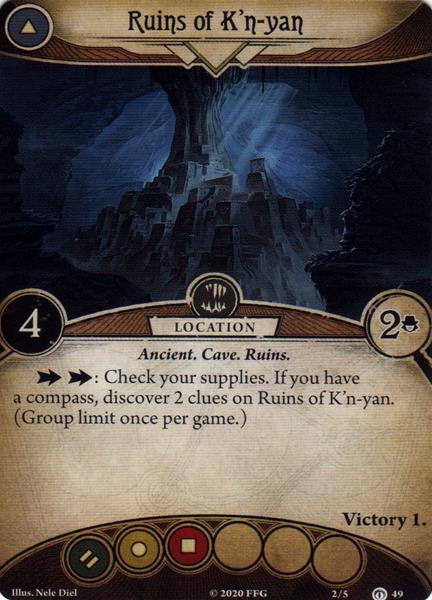 Ruins of K'n-yan
4
LOCATION
2
Ancient. Cave. Ruins.
: Check your supplies. If you have
a compass, discover 2 clues on Ruins of K'n-yan.
(Group limit once per game.)
Victory 1.
Illus. Nele Diel
© 2020 FFG
2/5
49